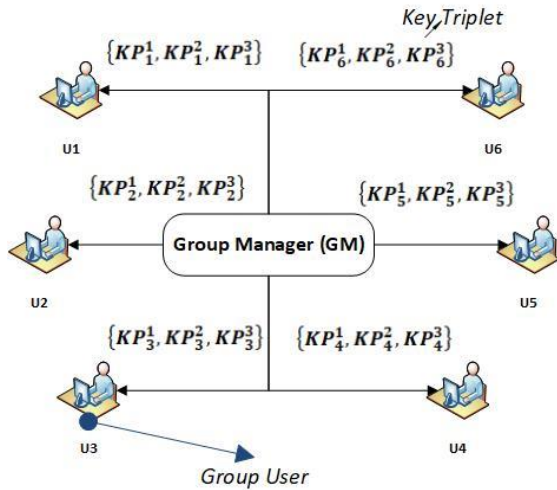 Key Triplet
{KP₁¹, KP₁², KP₁³} {KP₆¹, KP₆², KP₆³}
U1 U6
{KP₂¹, KP₂², KP₂³} {KP₅¹, KP₅², KP₅³}
Group Manager (GM)
U2 U5
{KP₃¹, KP₃², KP₃³} {KP₄¹, KP₄², KP₄³}
U3 U4
Group User